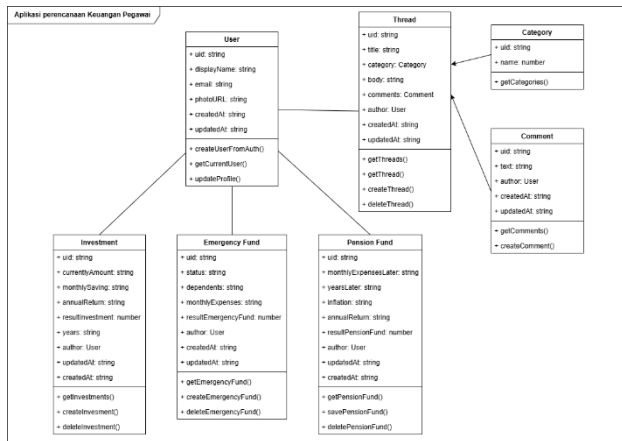 Aplikasi perencanaan Keuangan Pegawai
User
+ uid: string
+ displayName: string
+ email: string
+ photoURL: string
+ createdAt: string
+ updatedAt: string
+ createUserFromAuth()
+ getCurrentUser()
+ updateProfile()
Thread
+ uid: string
+ title: string
+ category: Category
+ body: string
+ comments: Comment
+ author: User
+ createdAt: string
+ updatedAt: string
+ getThreads()
+ getThread()
+ createThread()
+ deleteThread()
Category
+ uid: string
+ name: number
+ getCategories()
Comment
+ uid: string
+ text: string
+ author: User
+ createdAt: string
+ updatedAt: string
+ getComments()
+ createComment()
Investment
+ uid: string
+ currentlyAmount: string
+ monthlySaving: string
+ annualReturn: string
+ resultInvestment: number
+ years: string
+ author: User
+ updatedAt: string
+ createdAt: string
+ getInvestments()
+ createInvesment()
+ deleteInvestment()
Emergency Fund
+ uid: string
+ status: string
+ dependents: string
+ monthlyExpenses: string
+ resultEmergencyFund: number
+ author: User
+ createdAt: string
+ updatedAt: string
+ getEmergencyFund()
+ createEmergencyFund()
+ deleteEmergencyFund()
Pension Fund
+ uid: string
+ monthlyExpensesLater: string
+ yearsLater: string
+ inflation: string
+ annualReturn: string
+ resultPensionFund: number
+ author: User
+ updatedAt: string
+ createdAt: string
+ getPensionFund()
+ savePensionFund()
+ deletePensionFund()